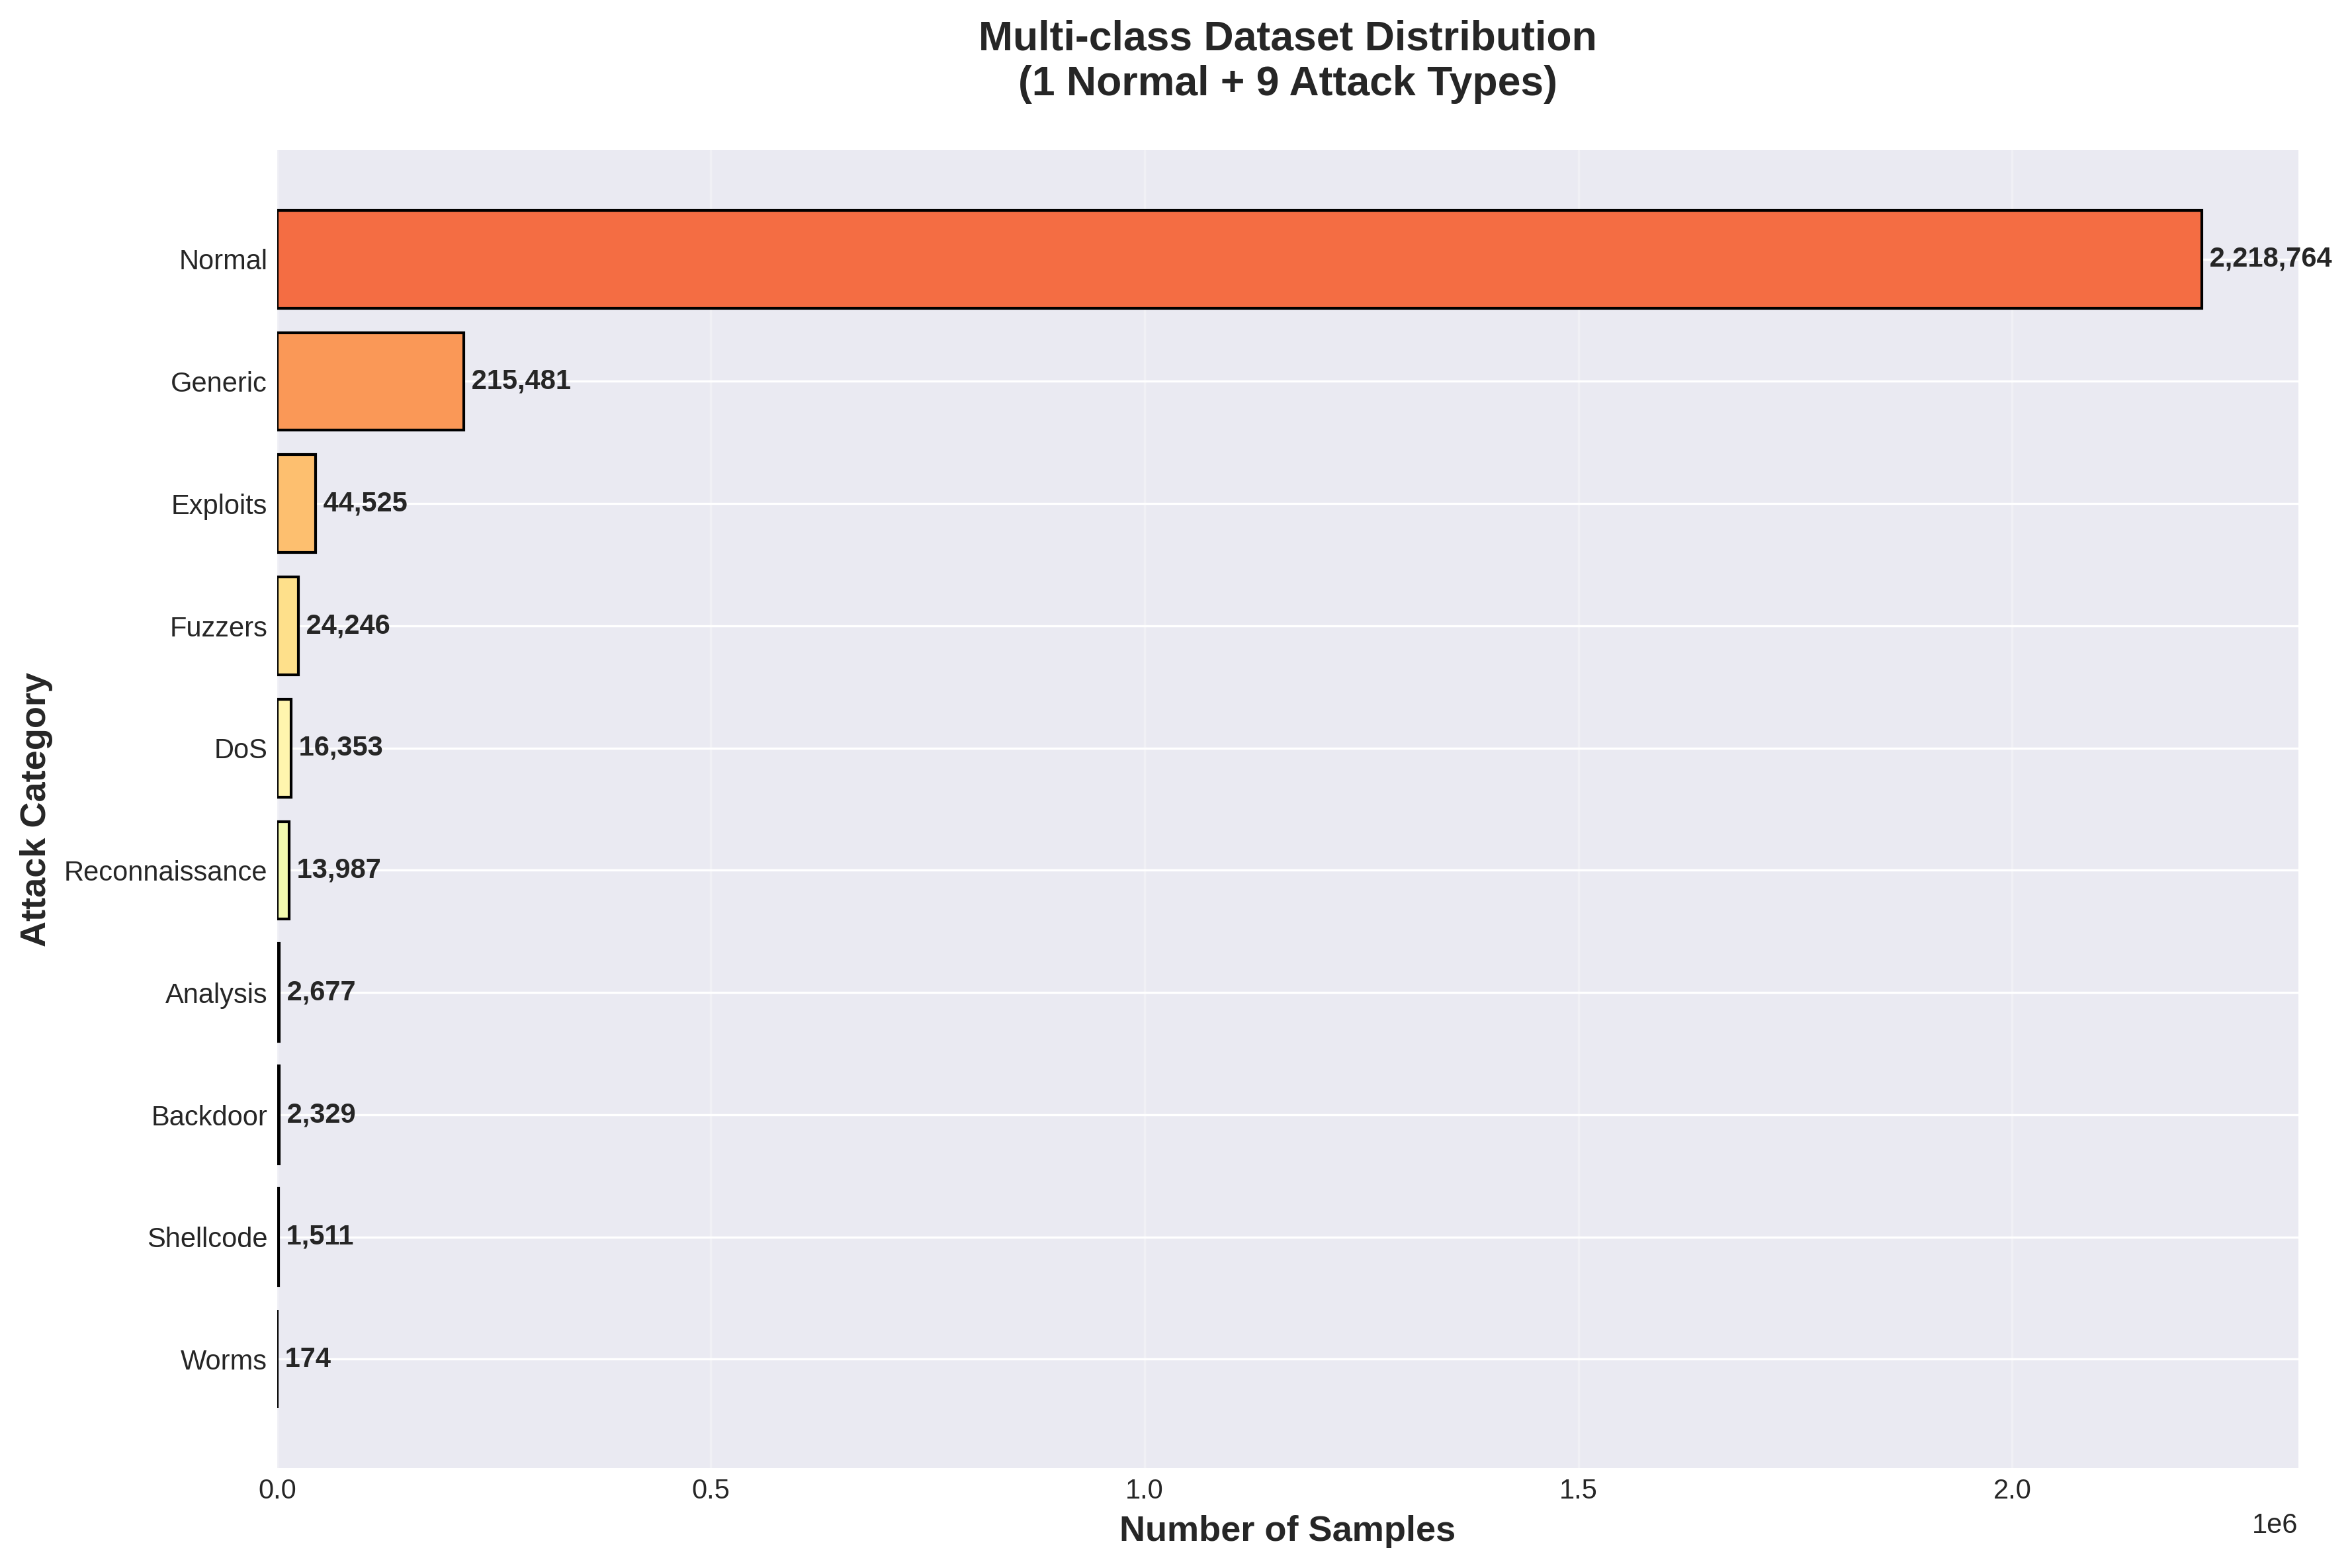 Multi-class Dataset Distribution
(1 Normal + 9 Attack Types)
Attack Category
Normal 2,218,764
Generic 215,481
Exploits 44,525
Fuzzers 24,246
DoS 16,353
Reconnaissance 13,987
Analysis 2,677
Backdoor 2,329
Shellcode 1,511
Worms 174
0.0 0.5 1.0 1.5 2.0
1e6
Number of Samples